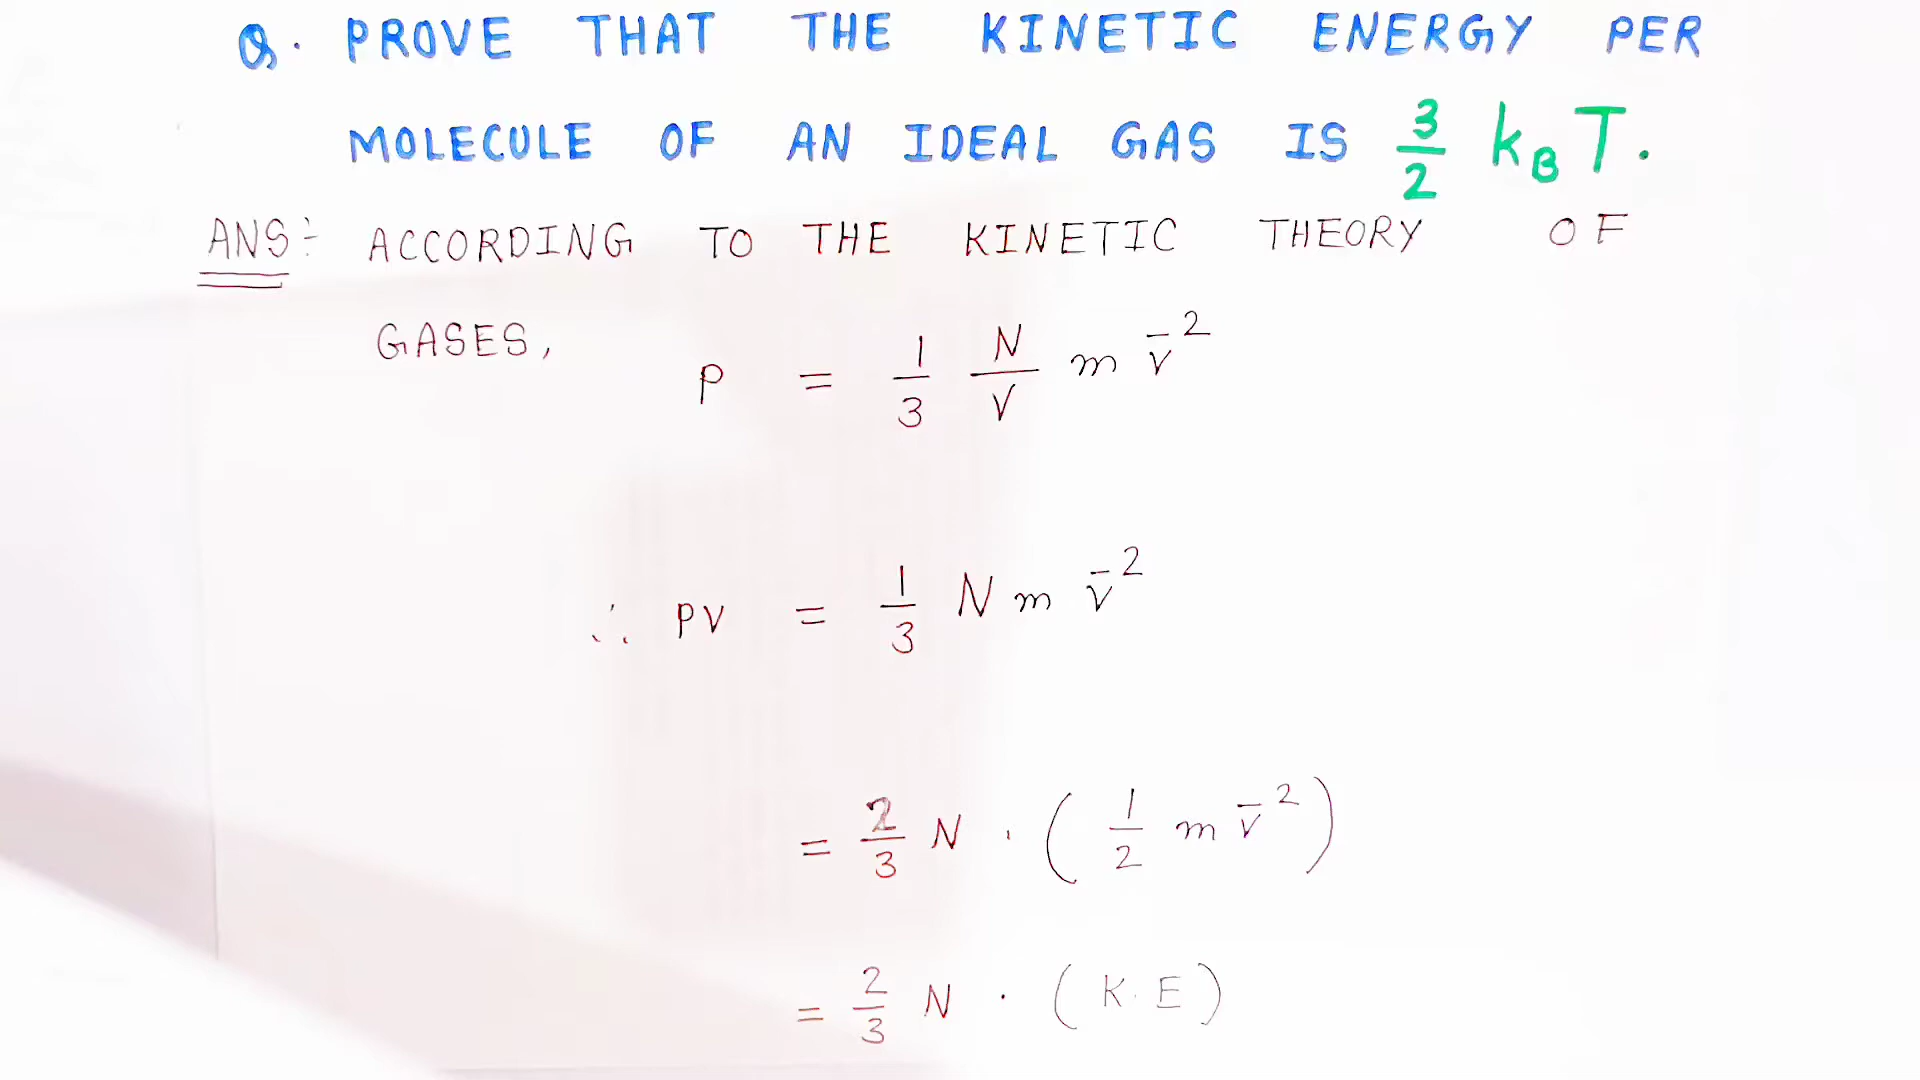 Q. PROVE THAT THE KINETIC ENERGY PER
MOLECULE OF AN IDEAL GAS IS 3/2 k_B T.
ANS:- ACCORDING TO THE KINETIC THEORY OF
GASES,
P = 1/3 N/V m v̄²
∴ PV = 1/3 N m v̄²
= 2/3 N · (1/2 m v̄²)
= 2/3 N · (K.E)